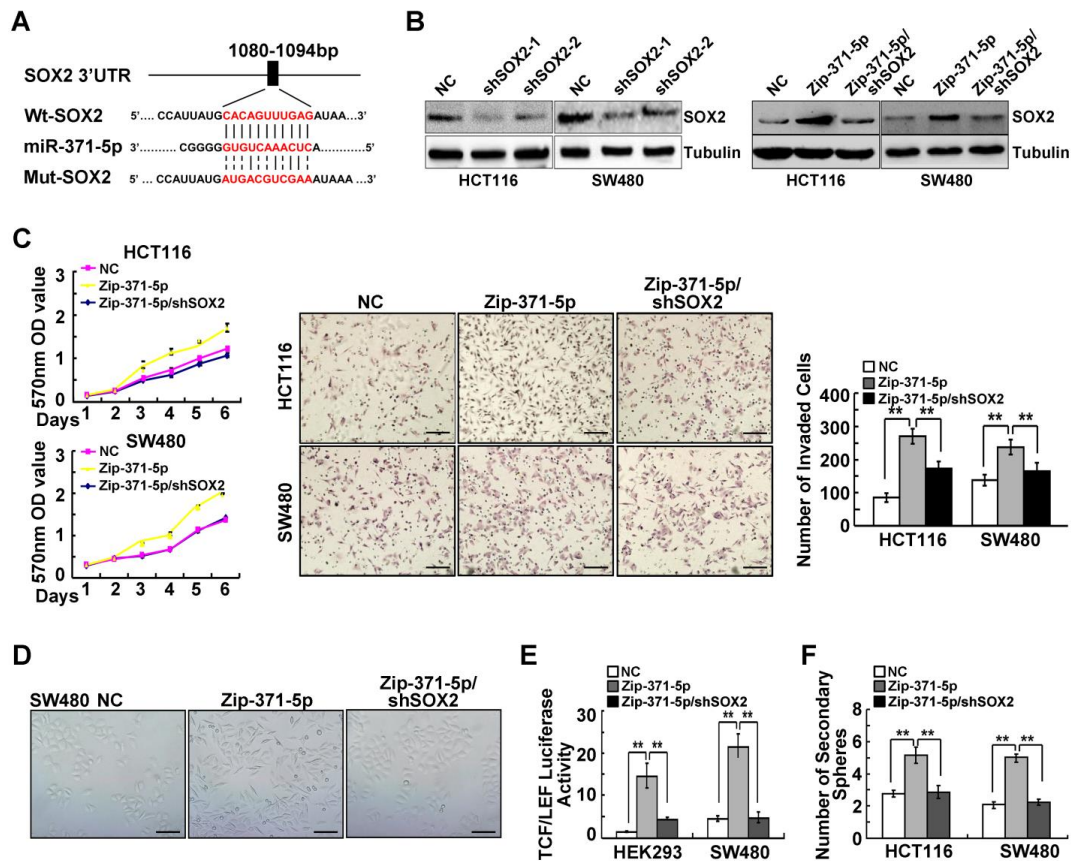 A
1080-1094bp
SOX2 3'UTR
Wt-SOX2 5'..... CCAUUAUGCACAGUUUGAGAUAA...3'
miR-371-5p 3'.......... CGGGGGUGUCAAACUCA...........5'
Mut-SOX2 5'... CCAUUAUGAUGACGUCGAAAUAAA ...3'
B
NC shSOX2-1 shSOX2-2 NC shSOX2-1 shSOX2-2
SOX2
Tubulin
HCT116 SW480
NC Zip-371-5p Zip-371-5p/ shSOX2 NC Zip-371-5p Zip-371-5p/ shSOX2
SOX2
Tubulin
HCT116 SW480
C
HCT116
NC
Zip-371-5p
Zip-371-5p/shSOX2
570nm OD value
3
2
1
0
Days 1 2 3 4 5 6
SW480
NC
Zip-371-5p
Zip-371-5p/shSOX2
570nm OD value
3
2
1
0
Days 1 2 3 4 5 6
NC Zip-371-5p Zip-371-5p/
shSOX2
HCT116
SW480
NC
Zip-371-5p
Zip-371-5p/shSOX2
Number of Invaded Cells
400
300
200
100
0
** ** ** **
HCT116 SW480
D
SW480 NC Zip-371-5p Zip-371-5p/
shSOX2
E
NC
Zip-371-5p
Zip-371-5p/shSOX2
TCF/LEF Luciferase
Activity
30
20
10
0
** ** ** **
HEK293 SW480
F
NC
Zip-371-5p
Zip-371-5p/shSOX2
Number of Secondary
Spheres
8
6
4
2
0
** ** ** **
HCT116 SW480